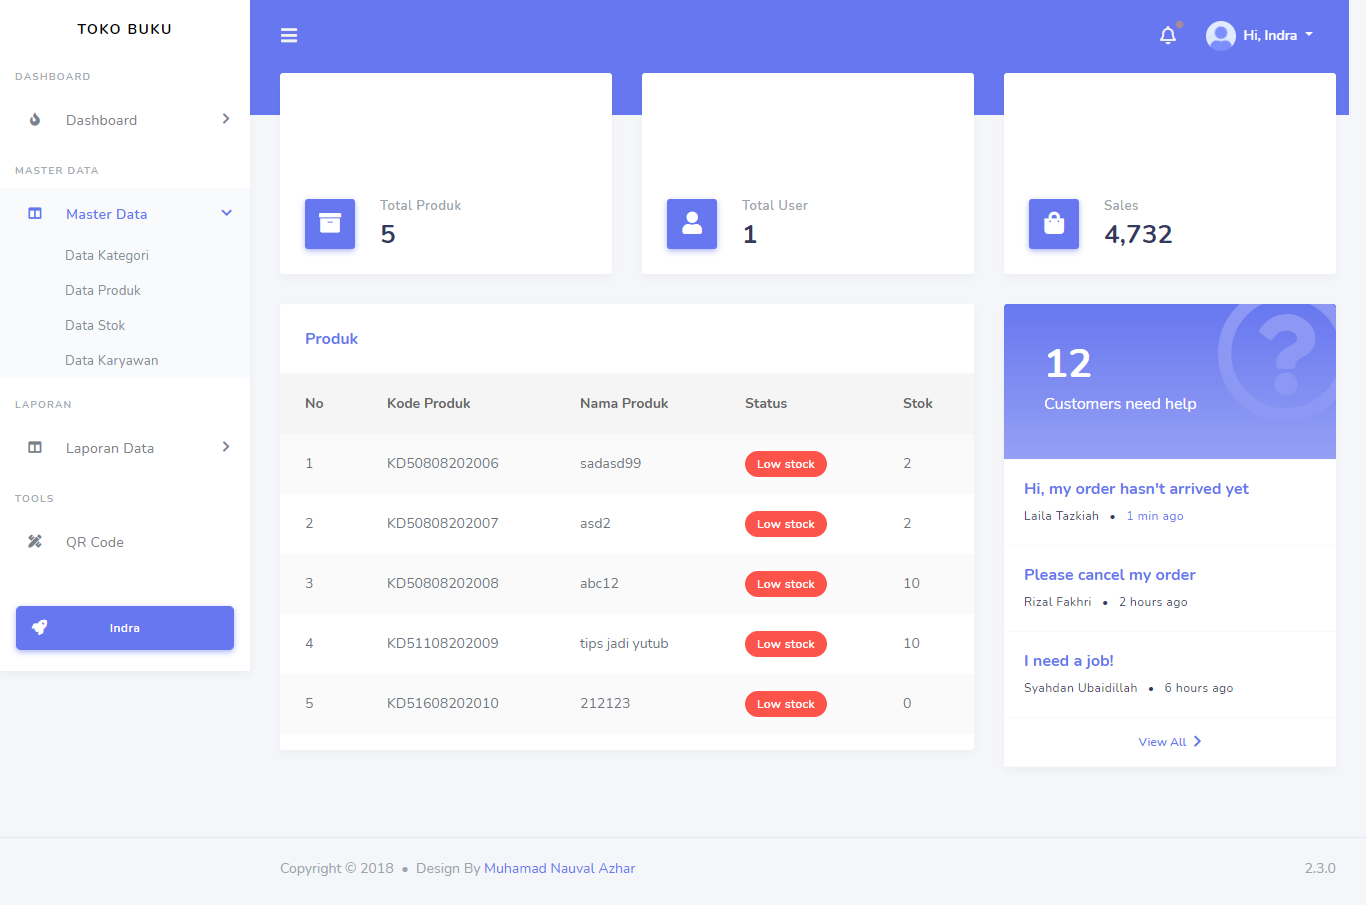 TOKO BUKU
Hi, Indra
DASHBOARD
Dashboard
MASTER DATA
Master Data
Data Kategori
Data Produk
Data Stok
Data Karyawan
LAPORAN
Laporan Data
TOOLS
QR Code
Indra
Total Produk
5
Total User
1
Sales
4,732
Produk
No Kode Produk Nama Produk Status Stok
1 KD50808202006 sadasd99 Low stock 2
2 KD50808202007 asd2 Low stock 2
3 KD50808202008 abc12 Low stock 10
4 KD51108202009 tips jadi yutub Low stock 10
5 KD51608202010 212123 Low stock 0
12
Customers need help
Hi, my order hasn't arrived yet
Laila Tazkiah • 1 min ago
Please cancel my order
Rizal Fakhri • 2 hours ago
I need a job!
Syahdan Ubaidillah • 6 hours ago
View All
Copyright © 2018 • Design By Muhamad Nauval Azhar
2.3.0